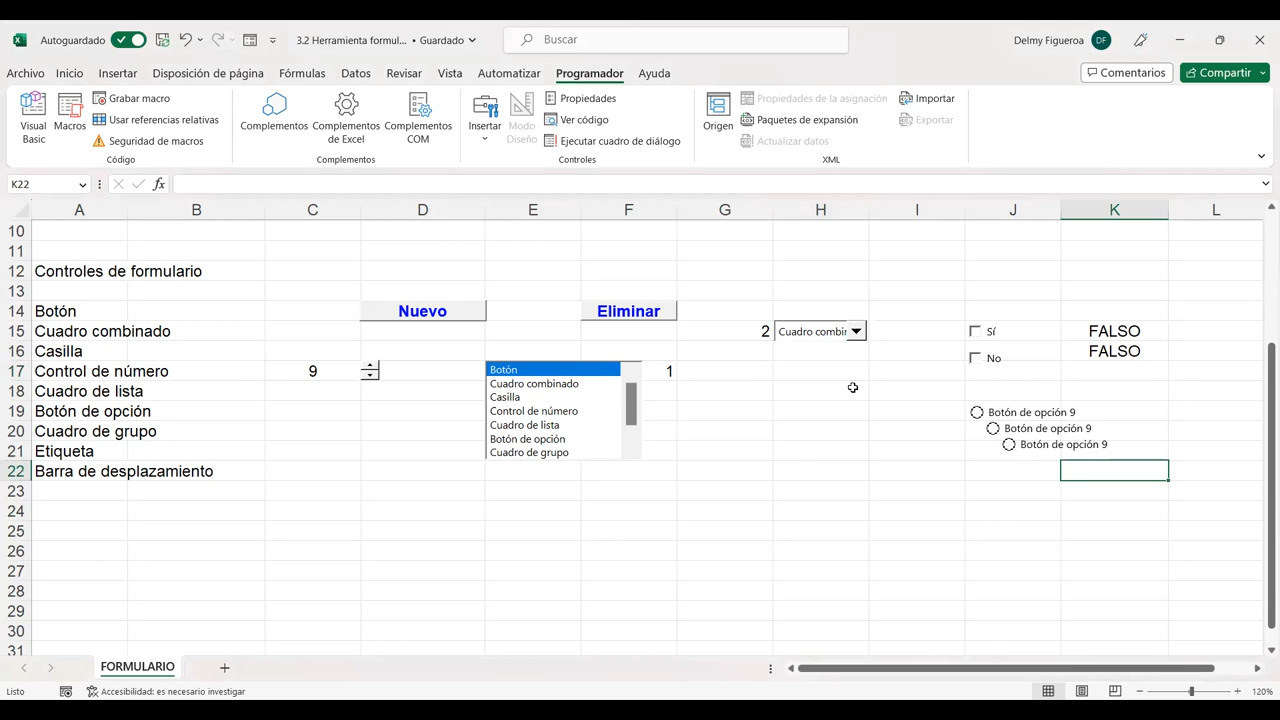 Autoguardado
3.2 Herramienta formul... • Guardado
Buscar
Delmy Figueroa
DF
Archivo Inicio Insertar Disposición de página Fórmulas Datos Revisar Vista Automatizar Programador Ayuda
Comentarios
Compartir
Visual Basic
Macros
Grabar macro
Usar referencias relativas
Seguridad de macros
Código
Complementos
Complementos de Excel
Complementos COM
Complementos
Insertar
Modo Diseño
Propiedades
Ver código
Ejecutar cuadro de diálogo
Controles
Origen
Propiedades de la asignación
Paquetes de expansión
Actualizar datos
Importar
Exportar
XML
K22
fx
A B C D E F G H I J K L
10
11
12 Controles de formulario
13
14 Botón Nuevo Eliminar
15 Cuadro combinado 2 Cuadro combir Sí FALSO
16 Casilla No FALSO
17 Control de número 9 1
18 Cuadro de lista
19 Botón de opción
20 Cuadro de grupo
21 Etiqueta
22 Barra de desplazamiento
23
24
25
26
27
28
29
30
31
Botón
Cuadro combinado
Casilla
Control de número
Cuadro de lista
Botón de opción
Cuadro de grupo
Botón de opción 9
Botón de opción 9
Botón de opción 9
FORMULARIO
Listo
Accesibilidad: es necesario investigar
120%